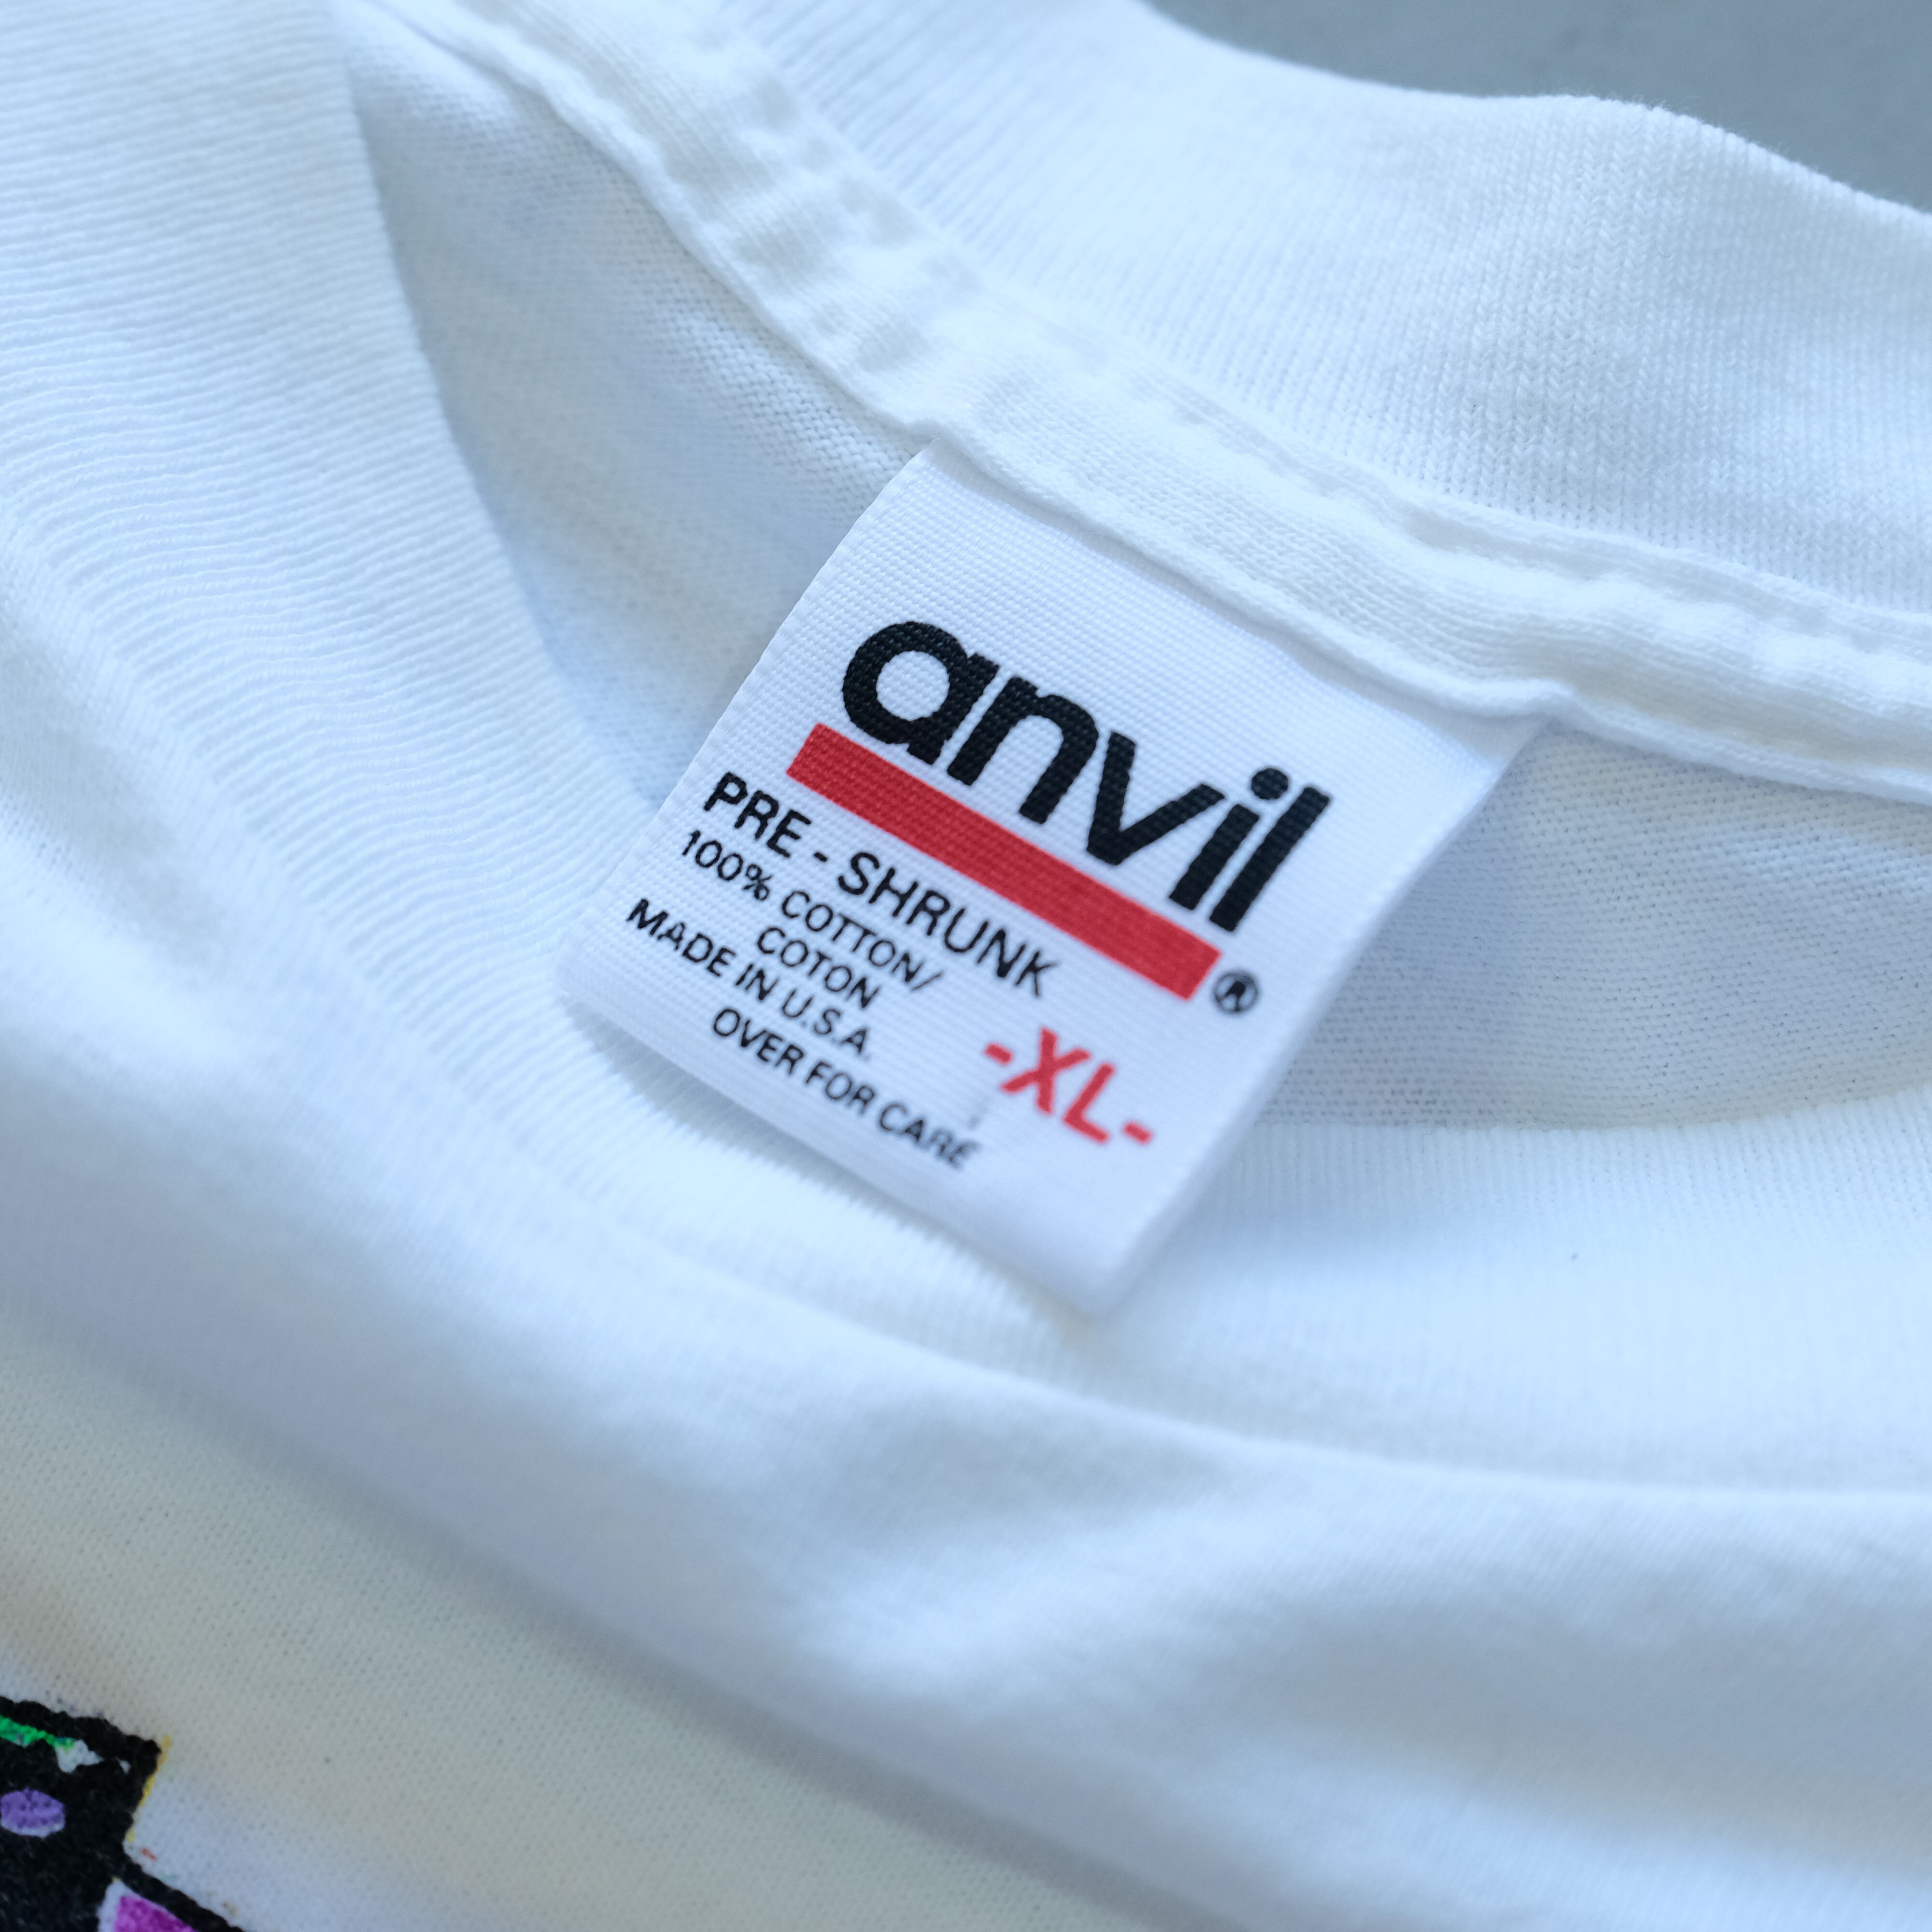 anvil®
PRE - SHRUNK
100% COTTON/
COTON
MADE IN U.S.A.
-XL-
OVER FOR CARE